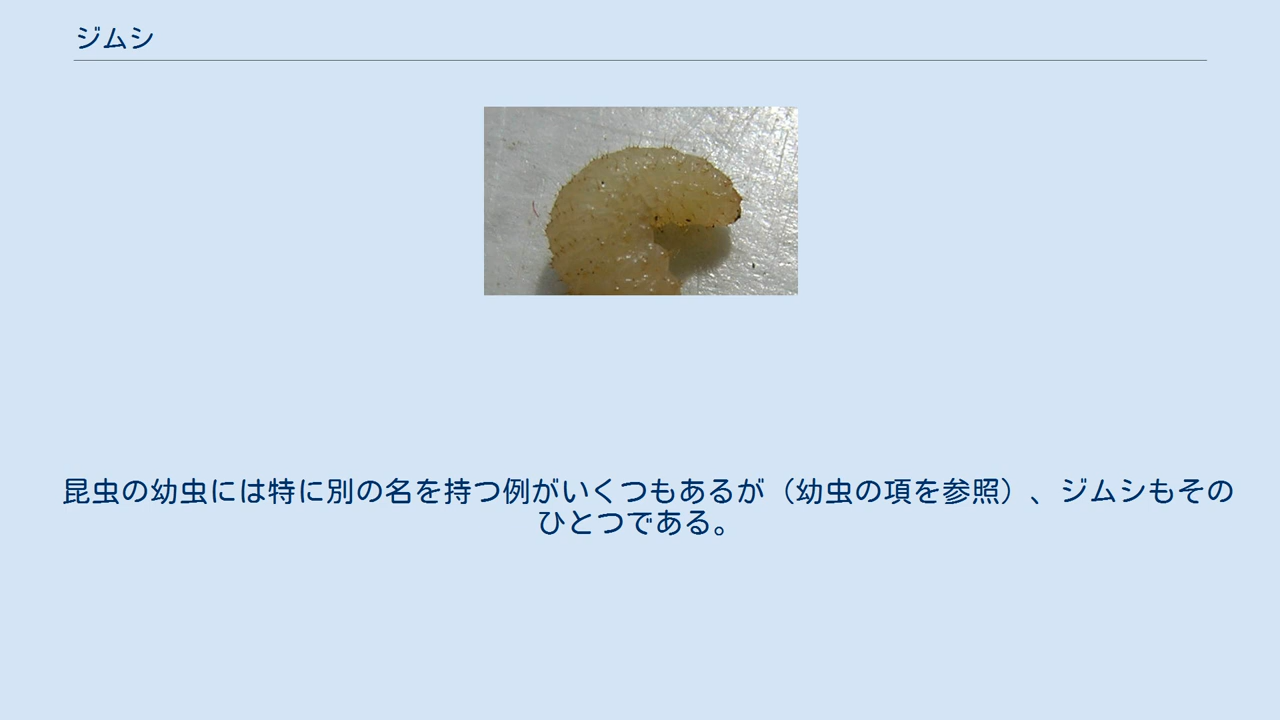 ジムシ
昆虫の幼虫には特に別の名を持つ例がいくつもあるが（幼虫の項を参照）、ジムシもその
ひとつである。